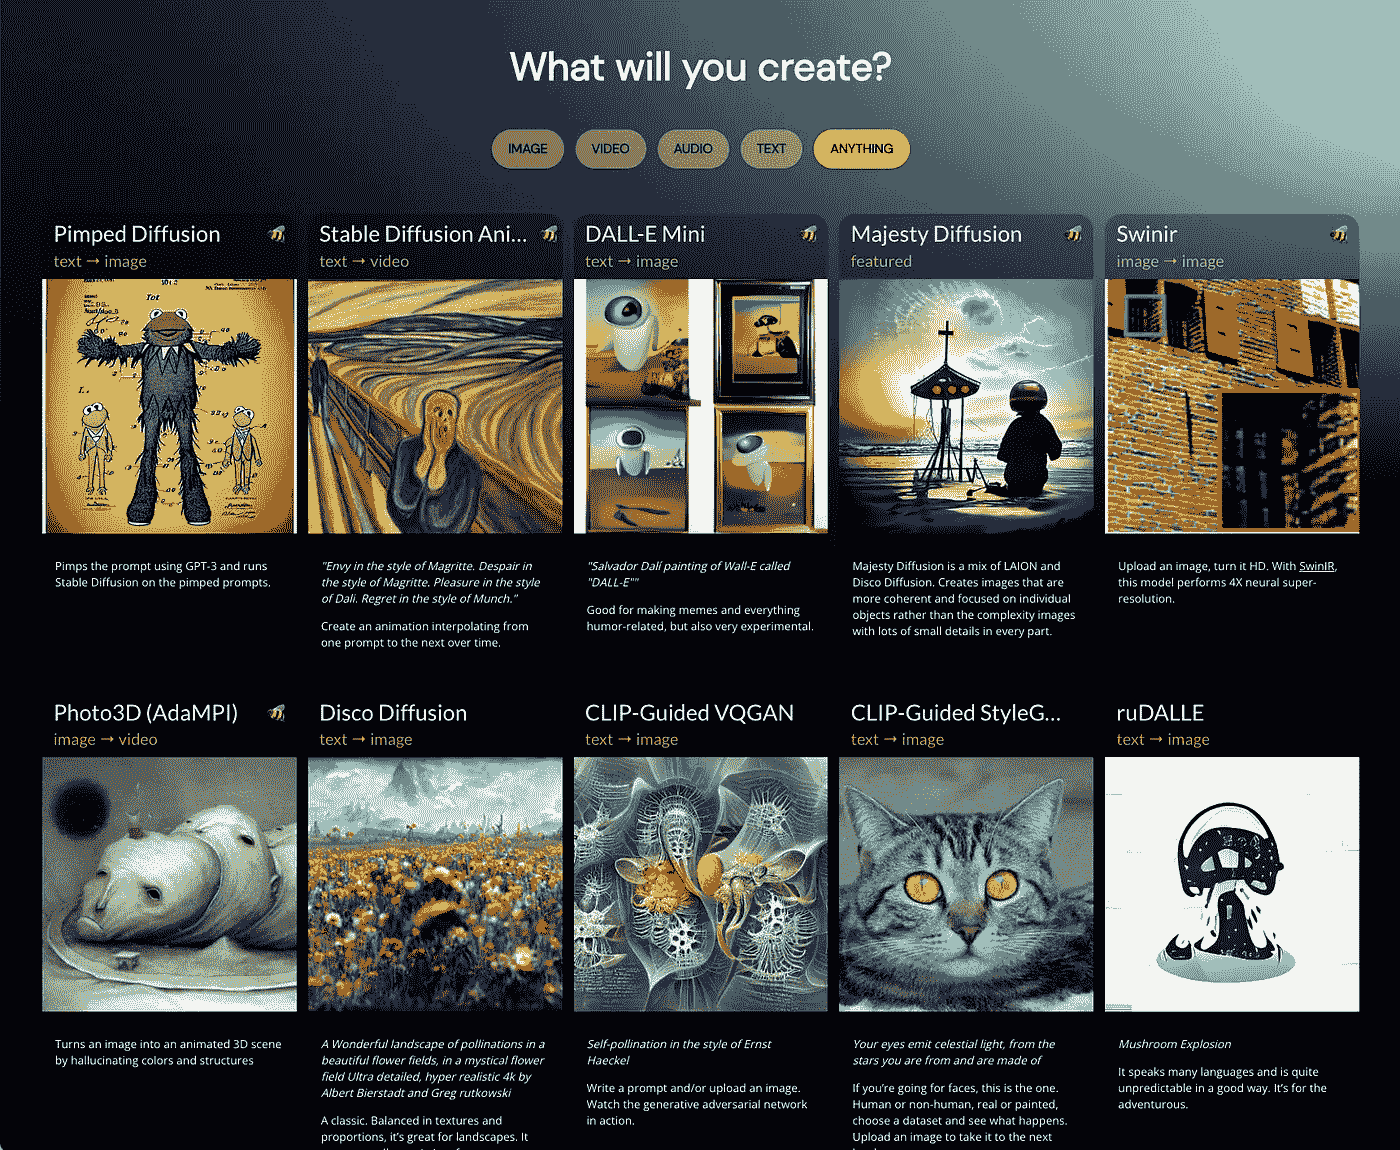 What will you create?
IMAGE VIDEO AUDIO TEXT ANYTHING
Pimped Diffusion
text → image
Pimps the prompt using GPT-3 and runs
Stable Diffusion on the pimped prompts.
Stable Diffusion Ani...
text → video
"Envy in the style of Magritte. Despair in
the style of Magritte. Pleasure in the style
of Dali. Regret in the style of Munch."
Create an animation interpolating from
one prompt to the next over time.
DALL-E Mini
text → image
"Salvador Dalí painting of Wall-E called
"DALL-E""
Good for making memes and everything
humor-related, but also very experimental.
Majesty Diffusion
featured
Majesty Diffusion is a mix of LAION and
Disco Diffusion. Creates images that are
more coherent and focused on individual
objects rather than the complexity images
with lots of small details in every part.
Swinir
image → image
Upload an image, turn it HD. With SwinIR,
this model performs 4X neural super-
resolution.
Photo3D (AdaMPI)
image → video
Turns an image into an animated 3D scene
by hallucinating colors and structures
Disco Diffusion
text → image
A Wonderful landscape of pollinations in a
beautiful flower fields, in a mystical flower
field Ultra detailed, hyper realistic 4k by
Albert Bierstadt and Greg rutkowski
A classic. Balanced in textures and
proportions, it's great for landscapes. It
CLIP-Guided VQGAN
text → image
Self-pollination in the style of Ernst
Haeckel
Write a prompt and/or upload an image.
Watch the generative adversarial network
in action.
CLIP-Guided StyleG...
text → image
Your eyes emit celestial light, from the
stars you are from and are made of
If you're going for faces, this is the one.
Human or non-human, real or painted,
choose a dataset and see what happens.
Upload an image to take it to the next
ruDALLE
text → image
Mushroom Explosion
It speaks many languages and is quite
unpredictable in a good way. It's for the
adventurous.